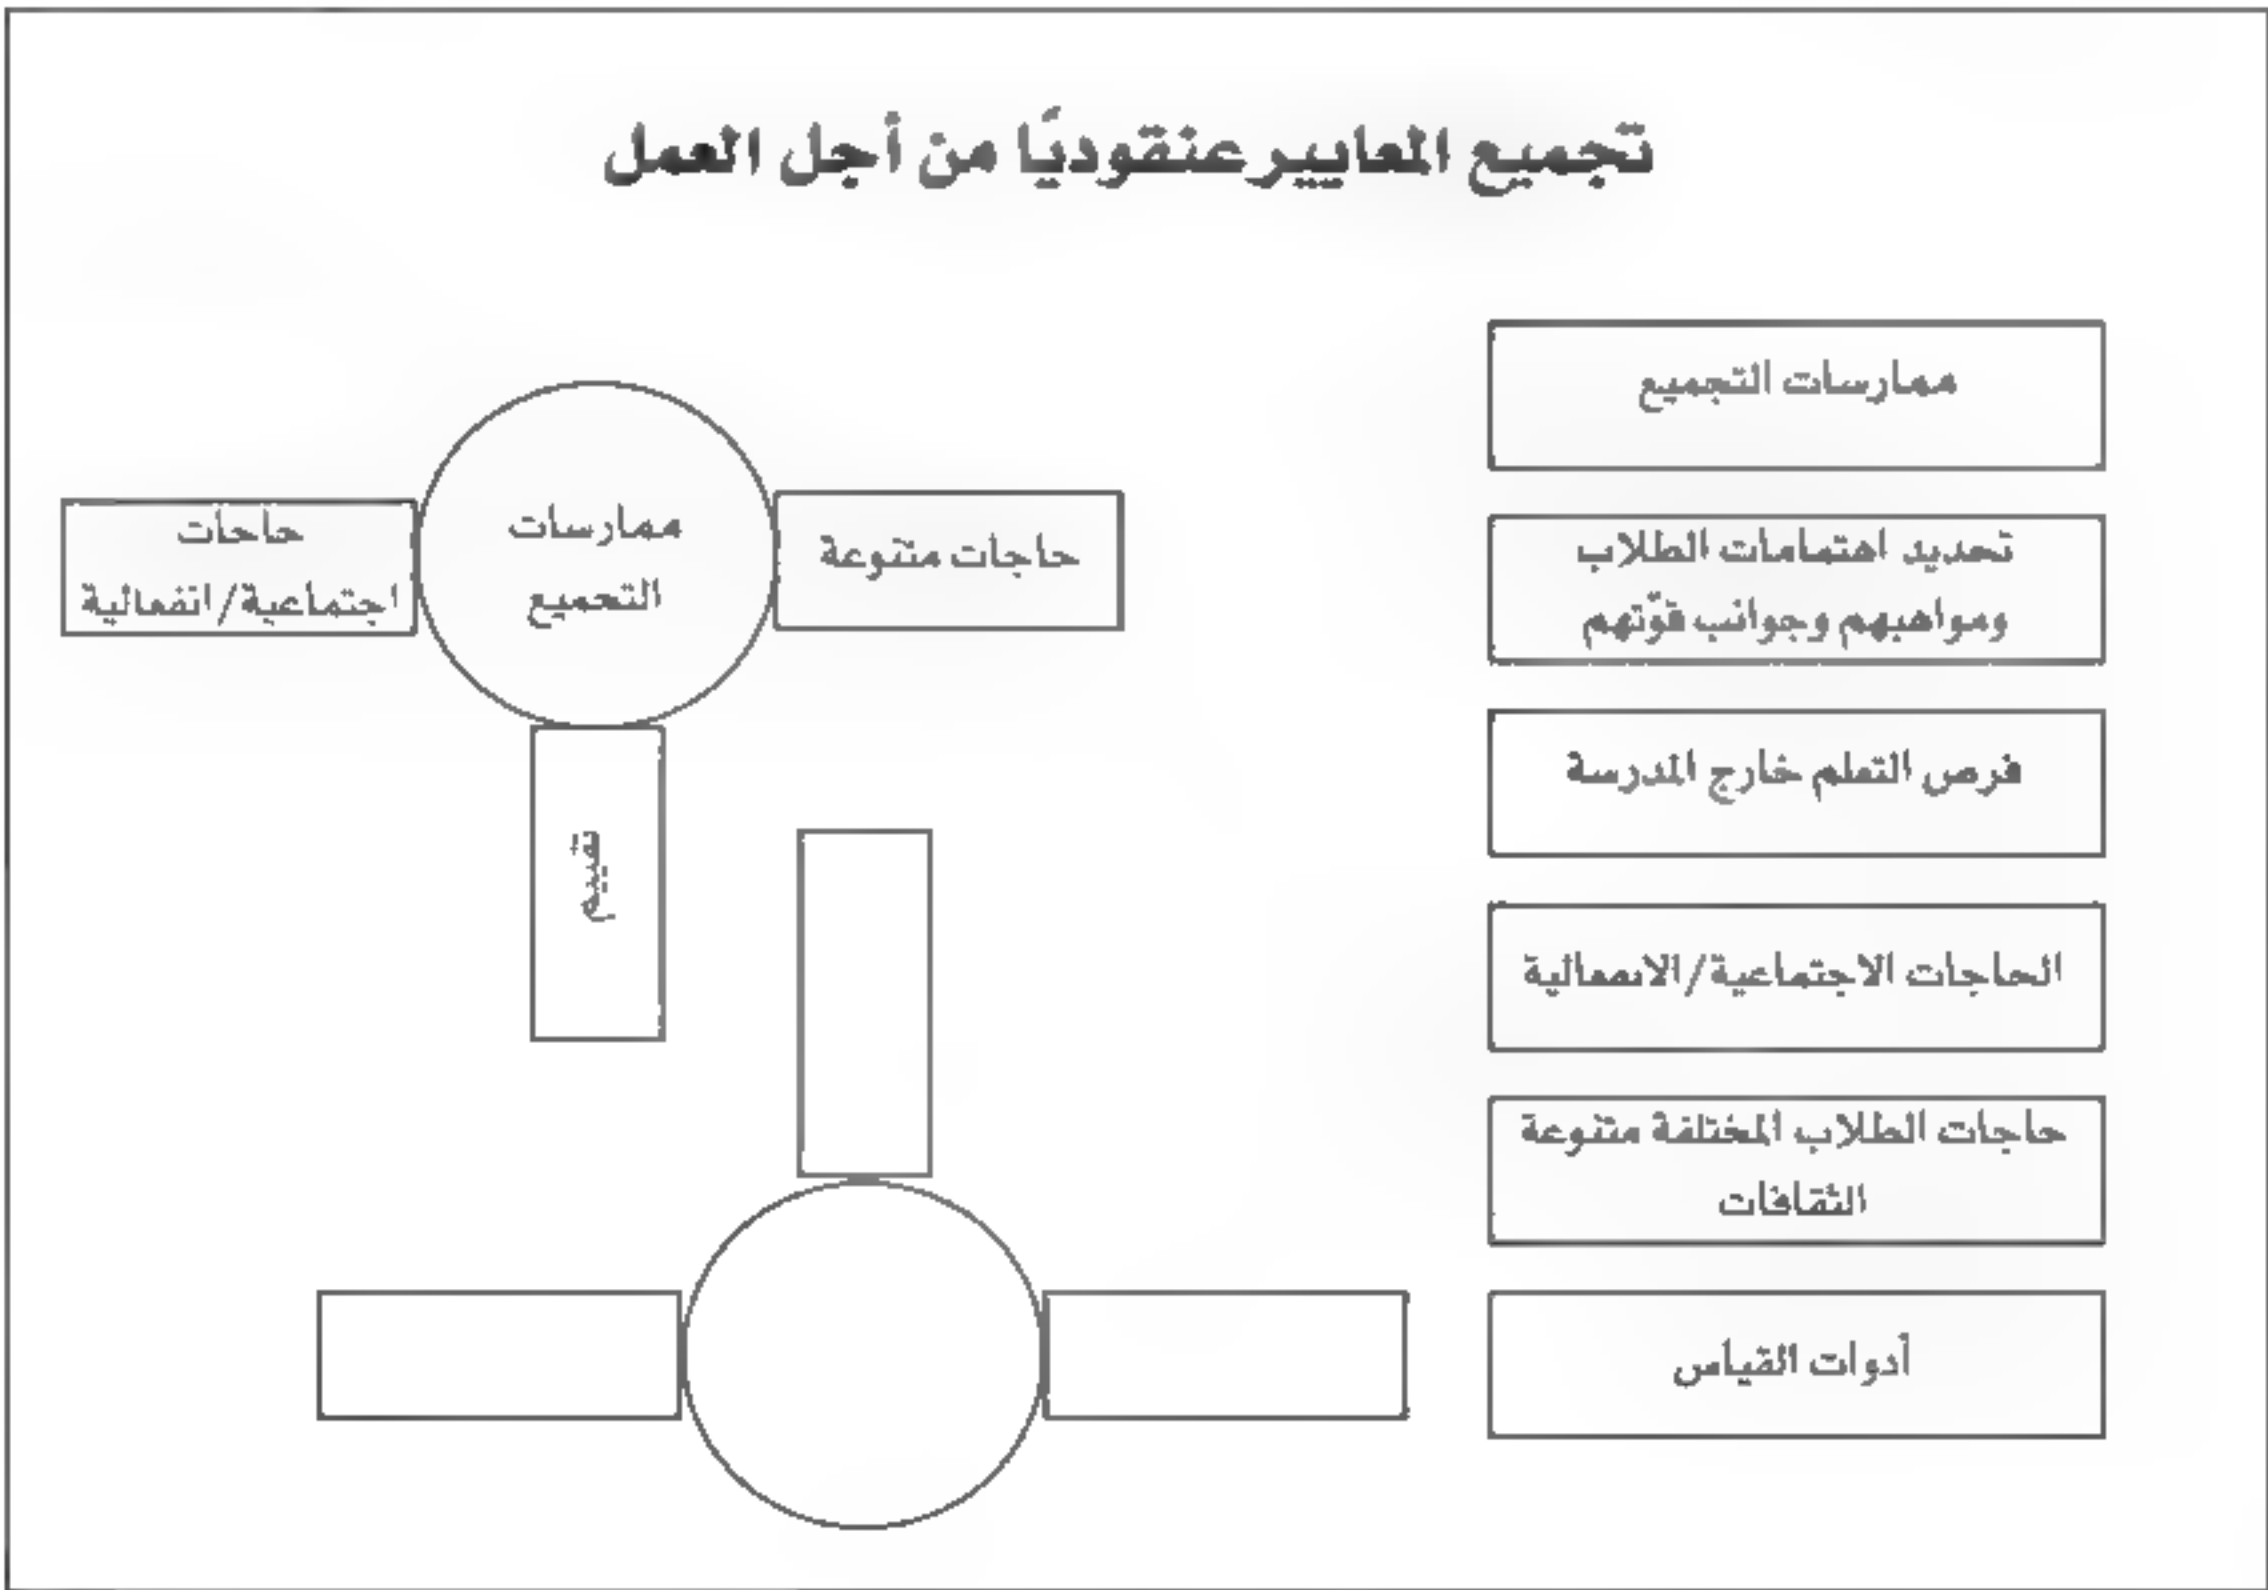 تجميع المعايير عنقوديًا من أجل العمل
ممارسات التجميع
تحديد اهتمامات الطلاب
ومواهبهم وجوانب قوّتهم
فرص التعلم خارج المدرسة
الحاجات الاجتماعية/الانفعالية
حاجات الطلاب المختلفة متنوعة
الثقافات
أدوات القياس
حاجات متنوعة
ممارسات
التجميع
حاجات
اجتماعية/انفعالية